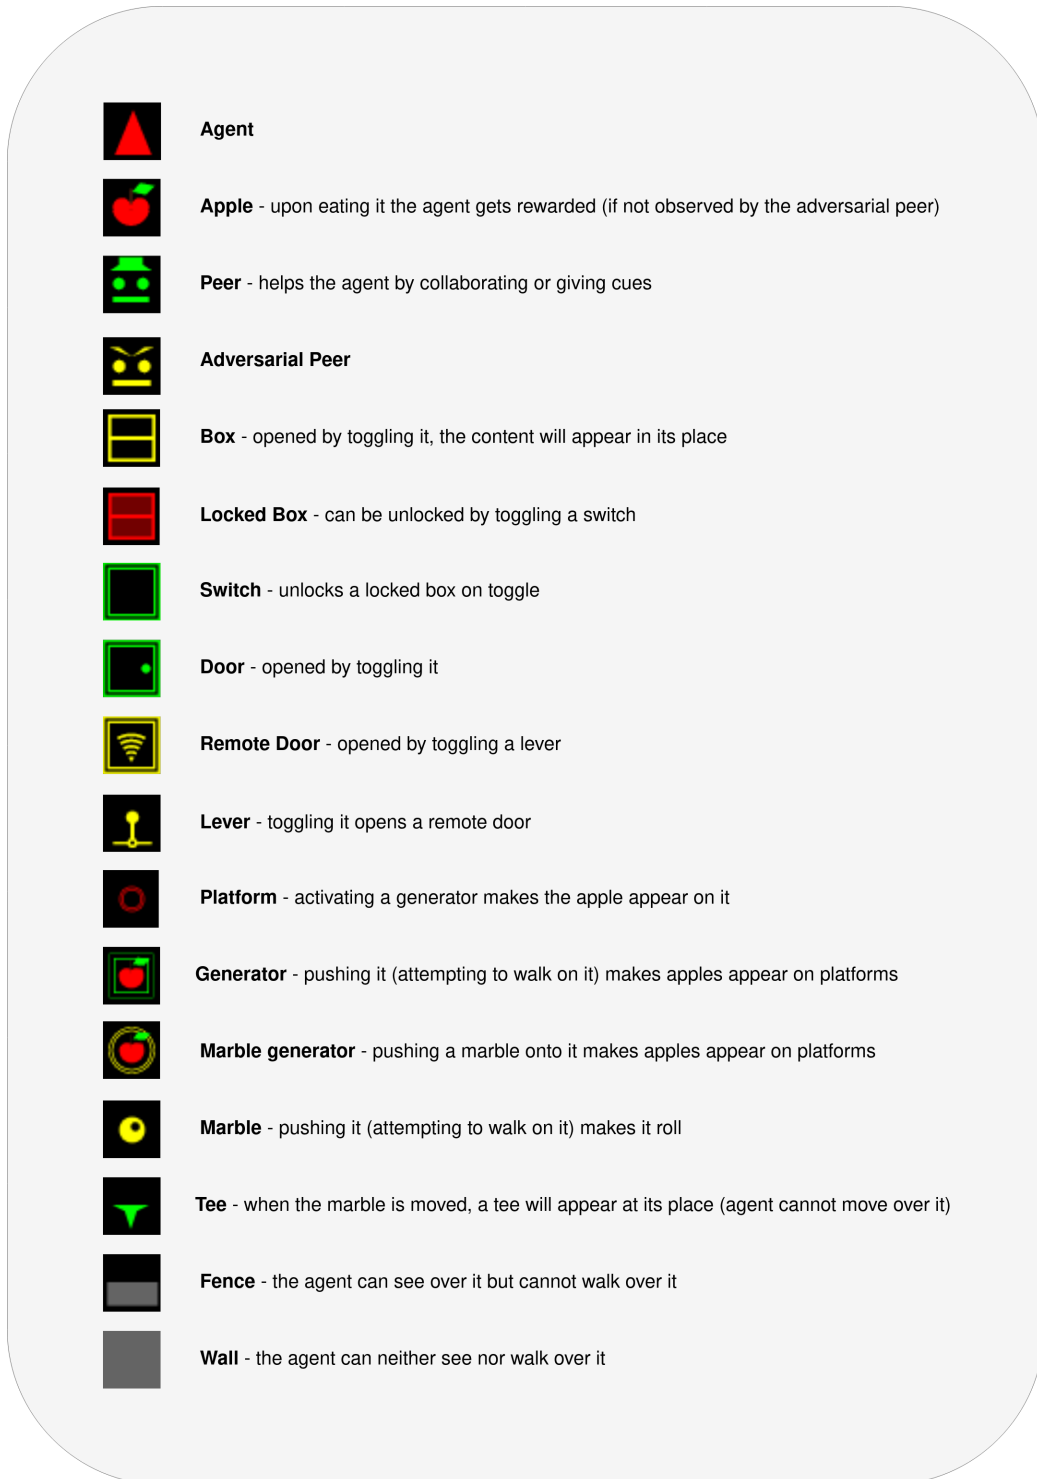 Agent
Apple - upon eating it the agent gets rewarded (if not observed by the adversarial peer)
Peer - helps the agent by collaborating or giving cues
Adversarial Peer
Box - opened by toggling it, the content will appear in its place
Locked Box - can be unlocked by toggling a switch
Switch - unlocks a locked box on toggle
Door - opened by toggling it
Remote Door - opened by toggling a lever
Lever - toggling it opens a remote door
Platform - activating a generator makes the apple appear on it
Generator - pushing it (attempting to walk on it) makes apples appear on platforms
Marble generator - pushing a marble onto it makes apples appear on platforms
Marble - pushing it (attempting to walk on it) makes it roll
Tee - when the marble is moved, a tee will appear at its place (agent cannot move over it)
Fence - the agent can see over it but cannot walk over it
Wall - the agent can neither see nor walk over it